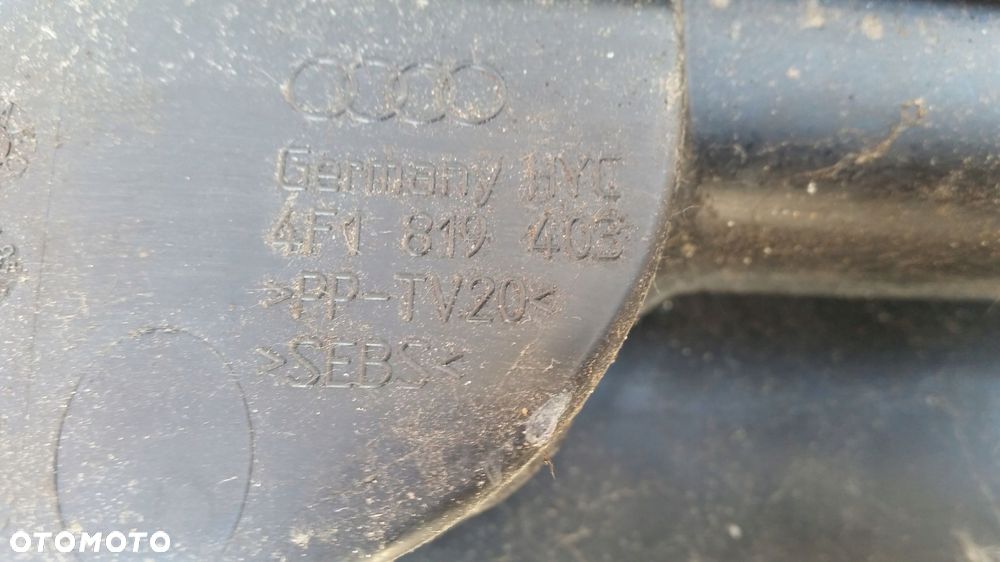 Germany HYC
4F1 819 403
>PP-TV20<
>SEBS<
OTOMOTO